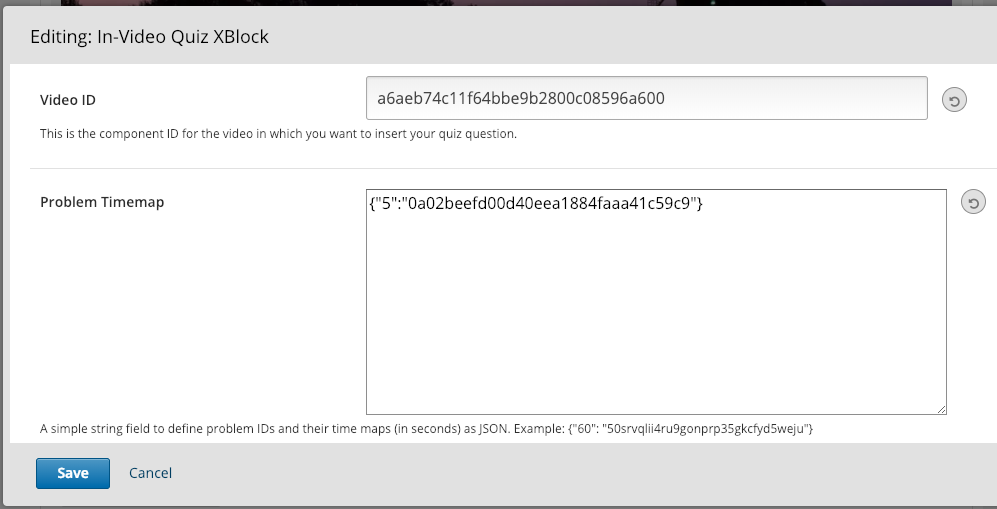 Editing: In-Video Quiz XBlock
Video ID
a6aeb74c11f64bbe9b2800c08596a600
This is the component ID for the video in which you want to insert your quiz question.
Problem Timemap
{"5":"0a02beefd00d40eea1884faaa41c59c9"}
A simple string field to define problem IDs and their time maps (in seconds) as JSON. Example: {"60": "50srvqlii4ru9gonprp35gkcfyd5weju"}
Save
Cancel